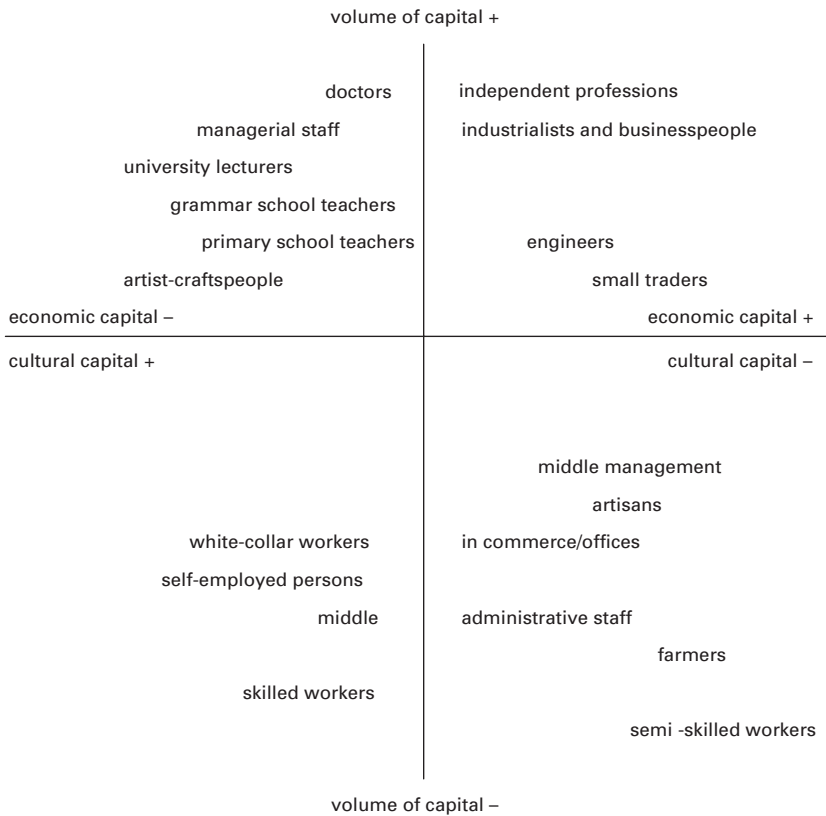 volume of capital +
doctors independent professions
managerial staff industrialists and businesspeople
university lecturers
grammar school teachers
primary school teachers engineers
artist-craftspeople small traders
economic capital – economic capital +
cultural capital + cultural capital –
middle management
artisans
white-collar workers in commerce/offices
self-employed persons
middle administrative staff
farmers
skilled workers
semi -skilled workers
volume of capital –